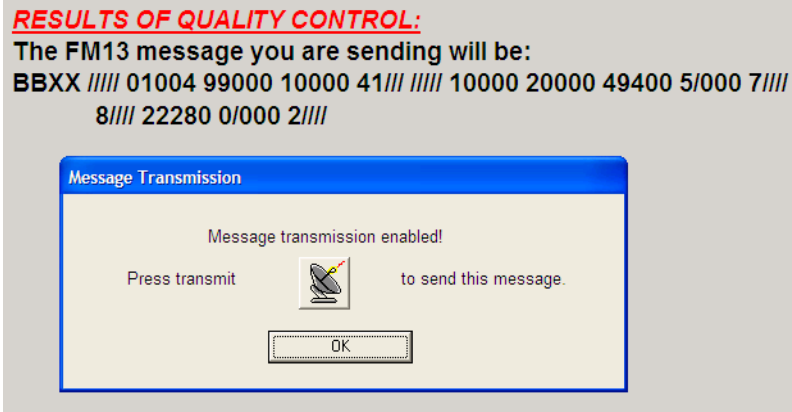 RESULTS OF QUALITY CONTROL:
The FM13 message you are sending will be:
BBXX ///// 01004 99000 10000 41/// ///// 10000 20000 49400 5/000 7////
8//// 22280 0/000 2////
Message Transmission
Message transmission enabled!
Press transmit to send this message.
OK